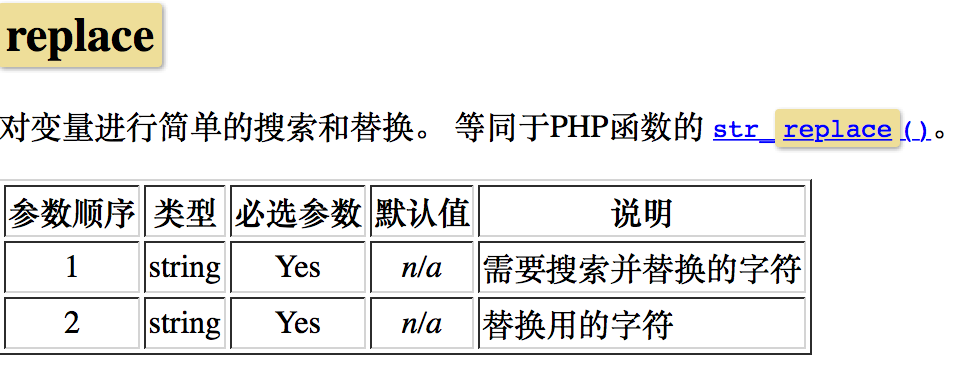 replace
对变量进行简单的搜索和替换。 等同于PHP函数的 str_replace()。
参数顺序 类型 必选参数 默认值 说明
1 string Yes n/a 需要搜索并替换的字符
2 string Yes n/a 替换用的字符